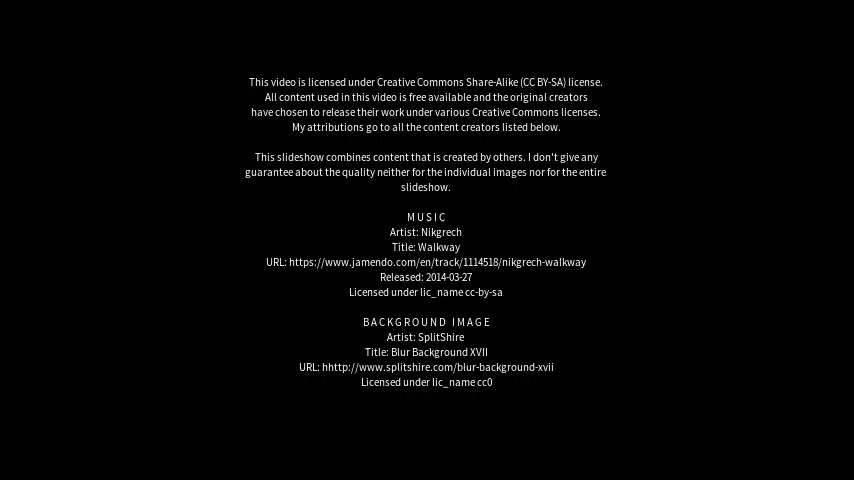 This video is licensed under Creative Commons Share-Alike (CC BY-SA) license.
All content used in this video is free available and the original creators
have chosen to release their work under various Creative Commons licenses.
My attributions go to all the content creators listed below.
This slideshow combines content that is created by others. I don't give any
guarantee about the quality neither for the individual images nor for the entire
slideshow.
MUSIC
Artist: Nikgrech
Title: Walkway
URL: https://www.jamendo.com/en/track/1114518/nikgrech-walkway
Released: 2014-03-27
Licensed under lic_name cc-by-sa
BACKGROUND IMAGE
Artist: SplitShire
Title: Blur Background XVII
URL: hhttp://www.splitshire.com/blur-background-xvii
Licensed under lic_name cc0